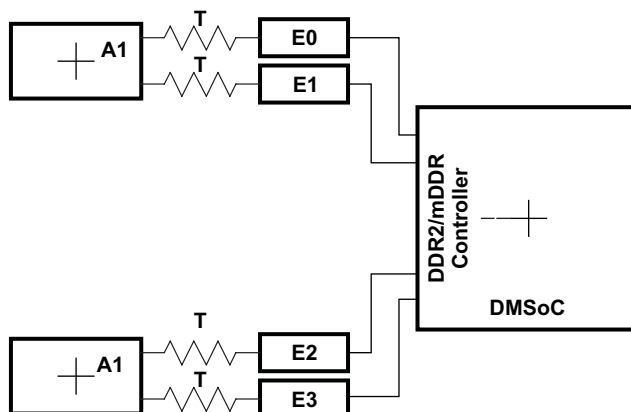 T
A1
E0
T
E1
DDR2/mDDR
Controller
DMSoC
T
A1
E2
T
E3